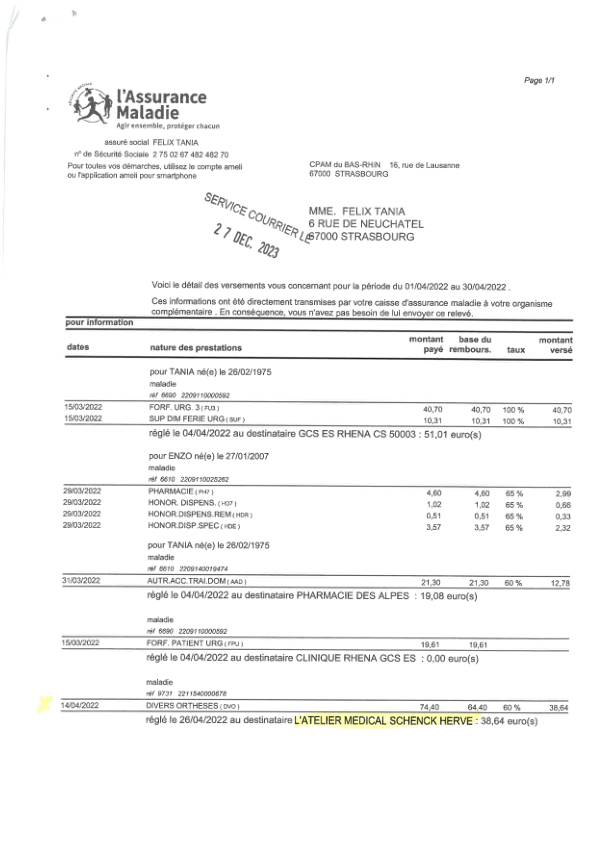 Page 1/1
SÉCURITÉ SOCIALE
l'Assurance
Maladie
Agir ensemble, protéger chacun
assuré social FELIX TANIA
n° de Sécurité Sociale 2 75 02 67 482 482 70
Pour toutes vos démarches, utilisez le compte ameli
ou l'application ameli pour smartphone
CPAM du BAS-RHIN 16, rue de Lausanne
67000 STRASBOURG
SERVICE COURRIER LE
27 DEC. 2023
MME. FELIX TANIA
6 RUE DE NEUCHATEL
67000 STRASBOURG
Voici le détail des versements vous concernant pour la période du 01/04/2022 au 30/04/2022 .
Ces informations ont été directement transmises par votre caisse d'assurance maladie à votre organisme
complémentaire . En conséquence, vous n'avez pas besoin de lui envoyer ce relevé.
pour information
dates nature des prestations montant payé base du rembours. taux montant versé
pour TANIA né(e) le 26/02/1975
maladie
réf 6690 2209110000592
15/03/2022 FORF. URG. 3 ( FU3 ) 40,70 40,70 100 % 40,70
15/03/2022 SUP DIM FERIE URG ( SUF ) 10,31 10,31 100 % 10,31
réglé le 04/04/2022 au destinataire GCS ES RHENA CS 50003 : 51,01 euro(s)
pour ENZO né(e) le 27/01/2007
maladie
réf 6610 2209110025262
29/03/2022 PHARMACIE ( PH7 ) 4,60 4,60 65 % 2,99
29/03/2022 HONOR. DISPENS. ( HD7 ) 1,02 1,02 65 % 0,66
29/03/2022 HONOR.DISPENS.REM ( HDR ) 0,51 0,51 65 % 0,33
29/03/2022 HONOR.DISP.SPEC ( HDE ) 3,57 3,57 65 % 2,32
pour TANIA né(e) le 26/02/1975
maladie
réf 6610 2209140019474
31/03/2022 AUTR.ACC.TRAI.DOM ( AAD ) 21,30 21,30 60 % 12,78
réglé le 04/04/2022 au destinataire PHARMACIE DES ALPES : 19,08 euro(s)
maladie
réf 6690 2209110000592
15/03/2022 FORF. PATIENT URG ( FPU ) 19,61 19,61
réglé le 04/04/2022 au destinataire CLINIQUE RHENA GCS ES : 0,00 euro(s)
maladie
réf 9731 2211540000678
14/04/2022 DIVERS ORTHESES ( DVO ) 74,40 64,40 60 % 38,64
réglé le 26/04/2022 au destinataire L'ATELIER MEDICAL SCHENCK HERVE : 38,64 euro(s)